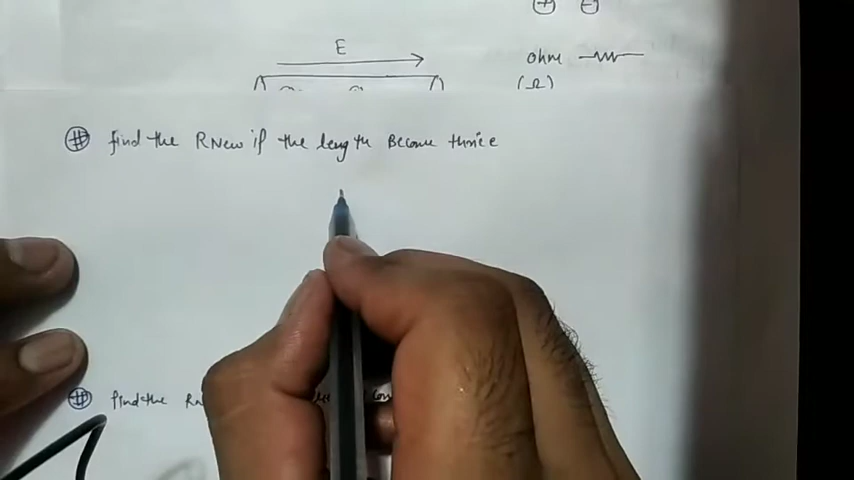 ⊕ ⊖
E
ohm
(Ω)
# find the RNew if the length Become thrice
# find the